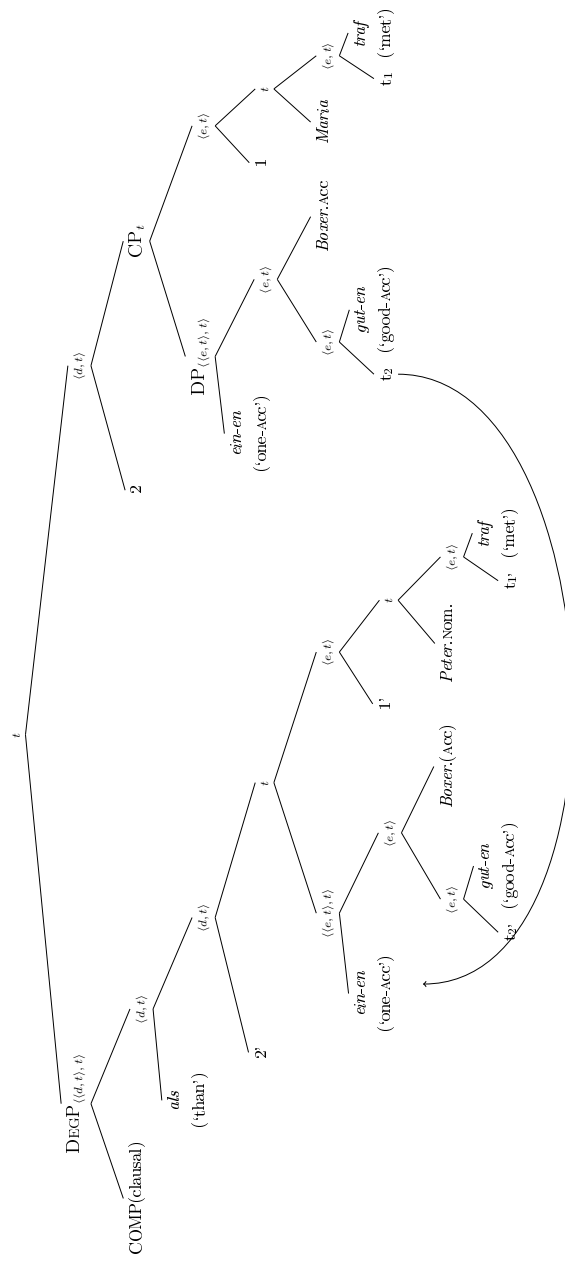 t
DegP⟨⟨d,t⟩,t⟩ ⟨d,t⟩
COMP(clausal) ⟨d,t⟩ 2 CPt
als ⟨d,t⟩ DP⟨⟨e,t⟩,t⟩ ⟨e,t⟩
(‘than’)
ein-en
(‘one-Acc’)
2’ t ⟨e,t⟩ 1 t
⟨⟨e,t⟩,t⟩ ⟨e,t⟩ ⟨e,t⟩ Boxer.Acc Maria ⟨e,t⟩
ein-en gut-en traf
(‘one-Acc’) ⟨e,t⟩ 1’ t t2 (‘good-Acc’) t1 (‘met’)
⟨e,t⟩ Boxer.(Acc) Peter.Nom. ⟨e,t⟩
gut-en traf
t2’ (‘good-Acc’) t1’ (‘met’)